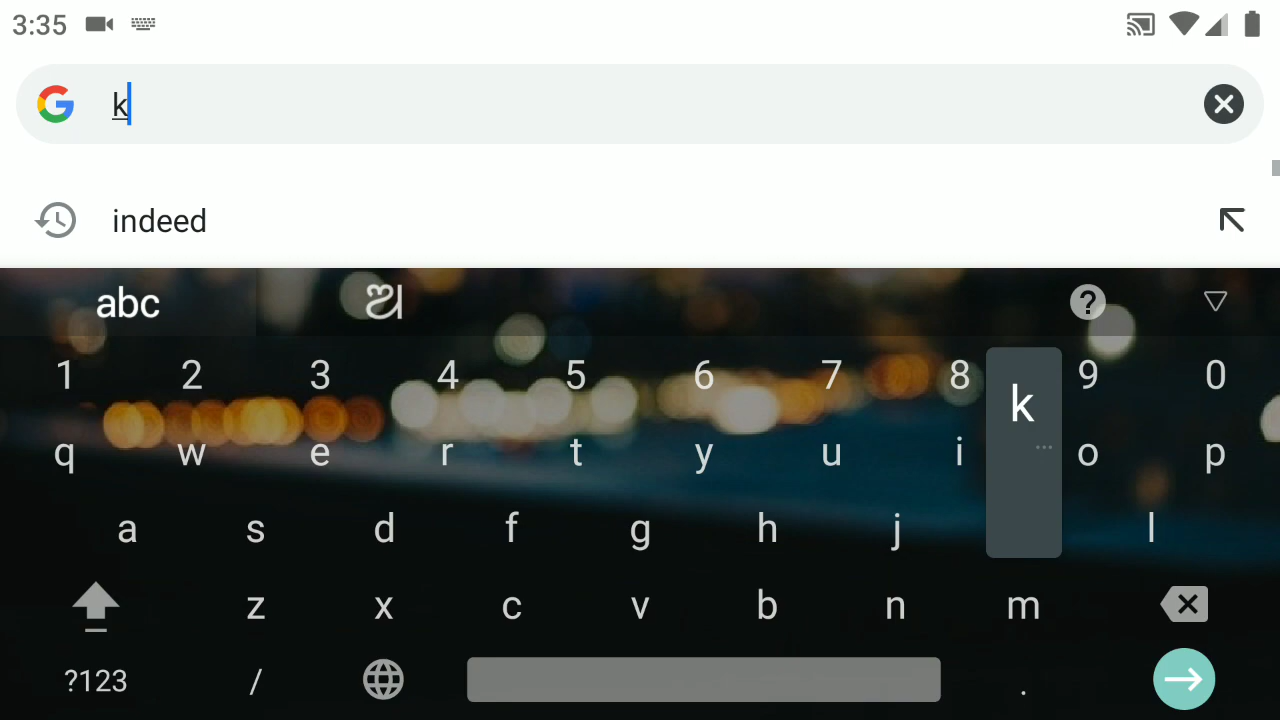 3:35
k
indeed
abc ଅ
1 2 3 4 5 6 7 8 9 0
k
q w e r t y u i o p
a s d f g h j l
z x c v b n m
?123 / .